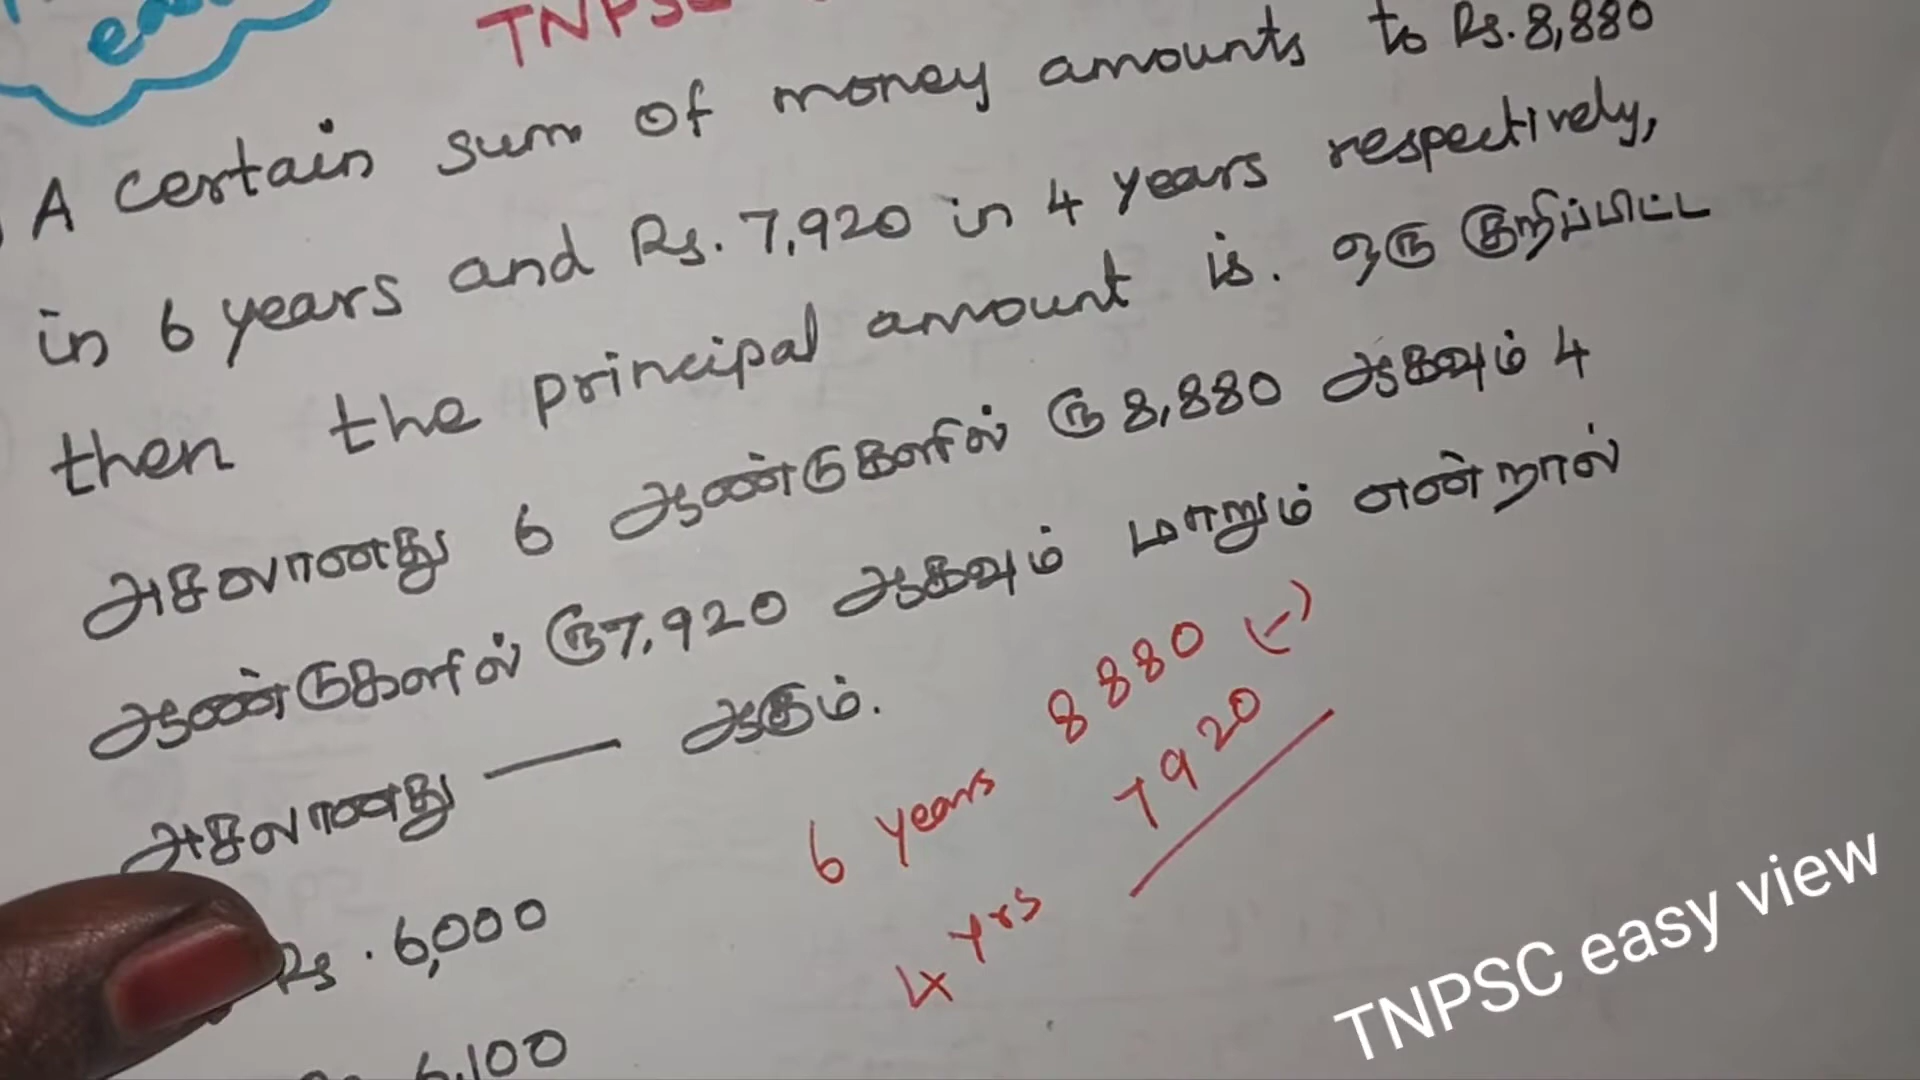 TNPSC
A certain sum of money amounts to Rs.8,880
in 6 years and Rs.7,920 in 4 years respectively,
then the principal amount is. ஒரு குறிப்பிட்ட
அசலானது 6 ஆண்டுகளில் ரூ 8,880 ஆகவும் 4
ஆண்டுகளில் ரூ7,920 ஆகவும் மாறும் என்றால்
அசலானது ____ ஆகும்.
6 years 8880 (-)
4 yrs 7920
Rs. 6,000
6,100
TNPSC easy view